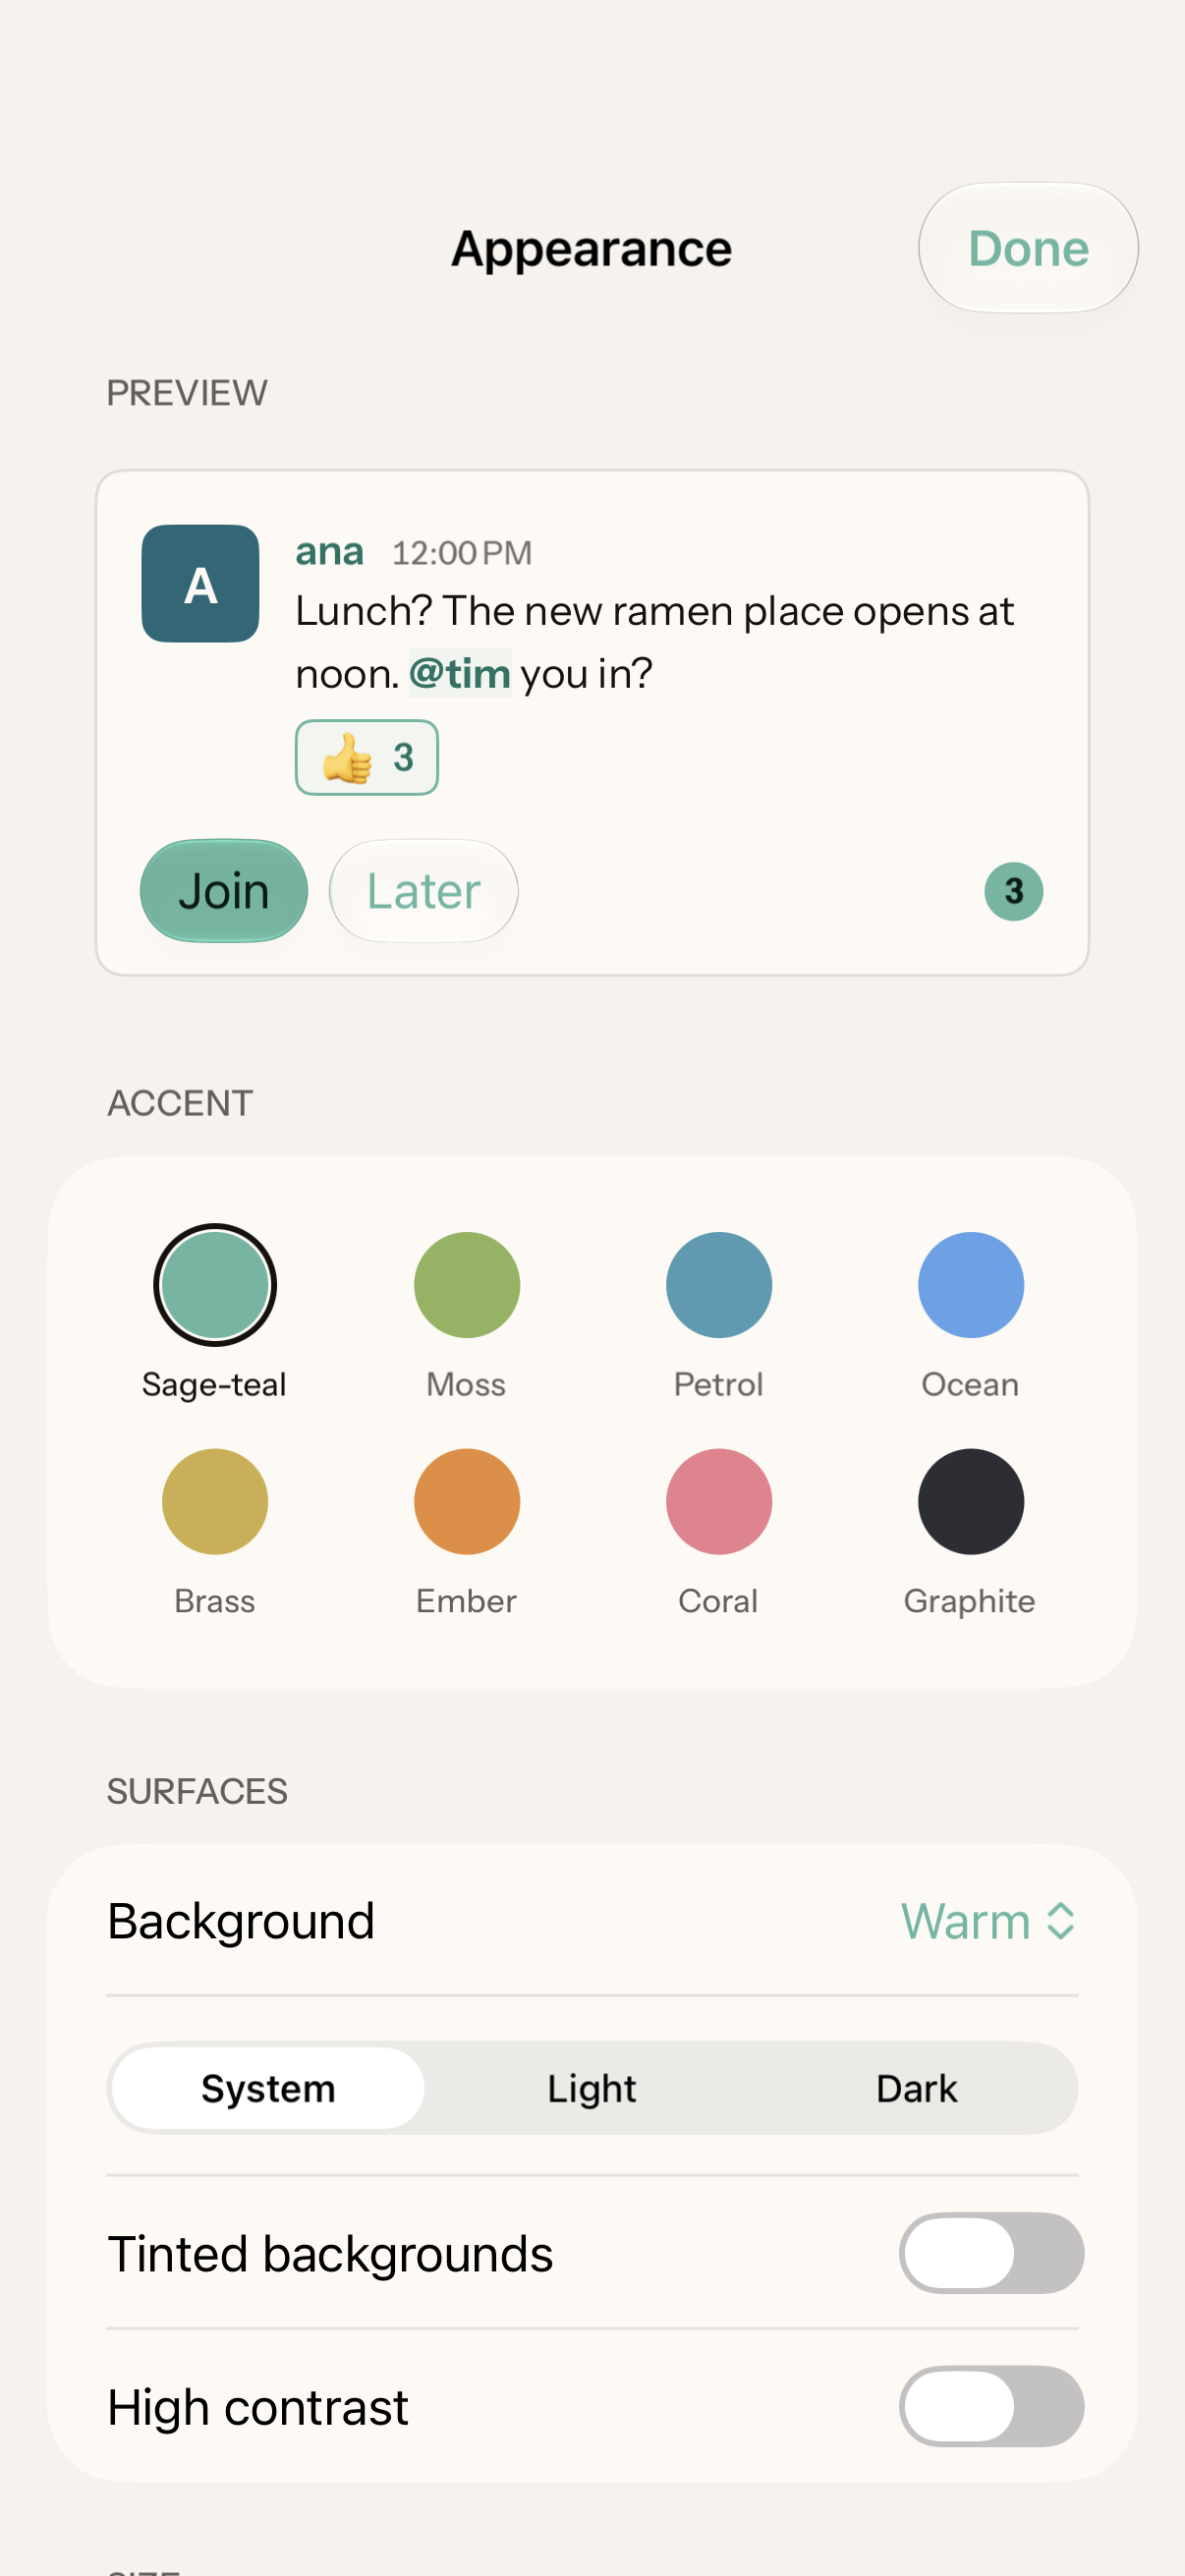 Appearance
Done
PREVIEW
A
ana 12:00 PM
Lunch? The new ramen place opens at
noon. @tim you in?
👍 3
Join Later 3
ACCENT
Sage-teal Moss Petrol Ocean
Brass Ember Coral Graphite
SURFACES
Background Warm
System Light Dark
Tinted backgrounds
High contrast